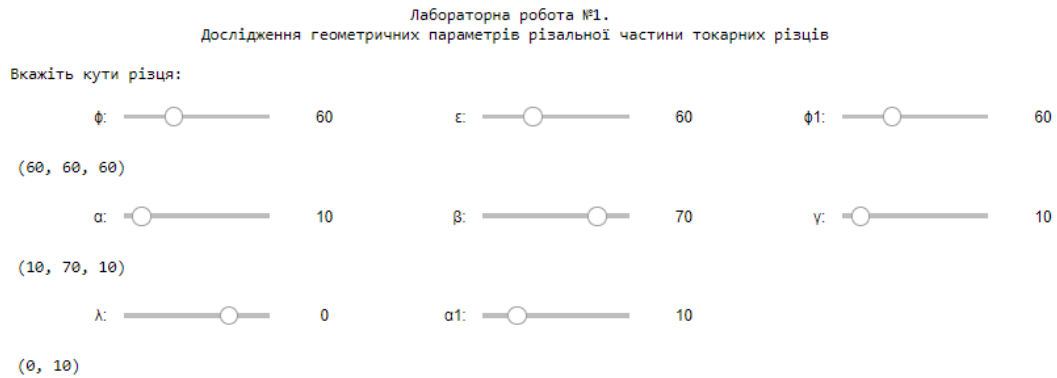 Лабораторна робота №1.
Дослідження геометричних параметрів різальної частини токарних різців
Вкажіть кути різця:
ϕ: 60 ε: 60 ϕ1: 60
(60, 60, 60)
α: 10 β: 70 γ: 10
(10, 70, 10)
λ: 0 α1: 10
(0, 10)